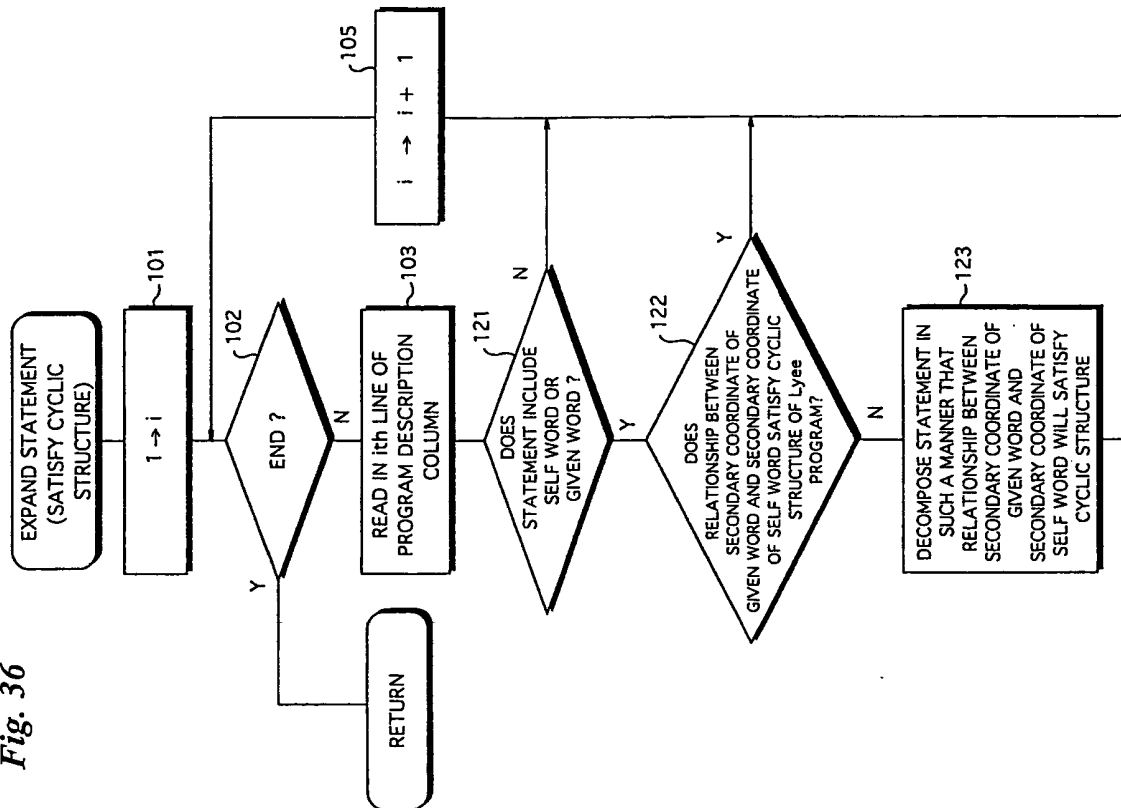 Fig. 36
EXPAND STATEMENT
(SATISFY CYCLIC
STRUCTURE)
101
1 → i
102
END ?
Y
N
RETURN
103
READ IN ith LINE OF
PROGRAM DESCRIPTION
COLUMN
105
i → i + 1
121
DOES
STATEMENT INCLUDE
SELF WORD OR
GIVEN WORD ?
N
Y
122
DOES
RELATIONSHIP BETWEEN
SECONDARY COORDINATE OF
GIVEN WORD AND SECONDARY COORDINATE
OF SELF WORD SATISFY CYCLIC
STRUCTURE OF Lyee
PROGRAM?
Y
N
123
DECOMPOSE STATEMENT IN
SUCH A MANNER THAT
RELATIONSHIP BETWEEN
SECONDARY COORDINATE OF
GIVEN WORD AND
SECONDARY COORDINATE OF
SELF WORD WILL SATISFY
CYCLIC STRUCTURE